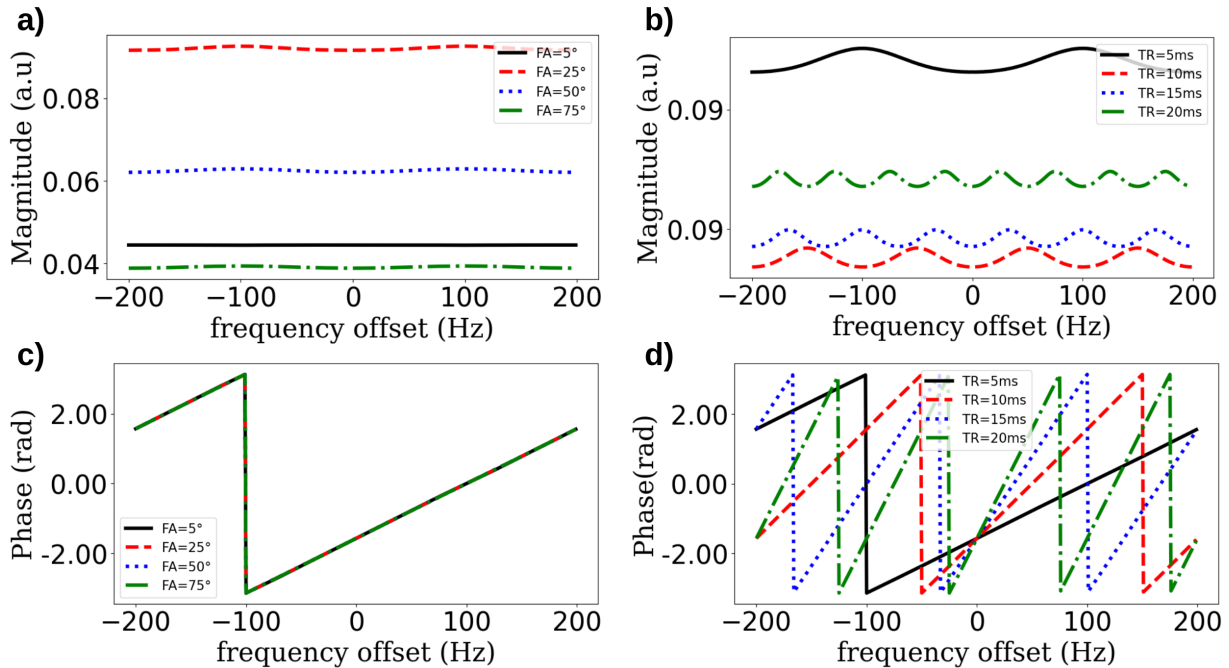 a)
Magnitude (a.u)
0.08
0.06
0.04
−200
−100
0
100
200
frequency offset (Hz)
FA=5°
FA=25°
FA=50°
FA=75°
b)
Magnitude (a.u)
0.09
0.09
−200
−100
0
100
200
frequency offset (Hz)
TR=5ms
TR=10ms
TR=15ms
TR=20ms
c)
Phase (rad)
2.00
0.00
-2.00
−200
−100
0
100
200
frequency offset (Hz)
FA=5°
FA=25°
FA=50°
FA=75°
d)
Phase(rad)
2.00
0.00
-2.00
−200
−100
0
100
200
frequency offset (Hz)
TR=5ms
TR=10ms
TR=15ms
TR=20ms